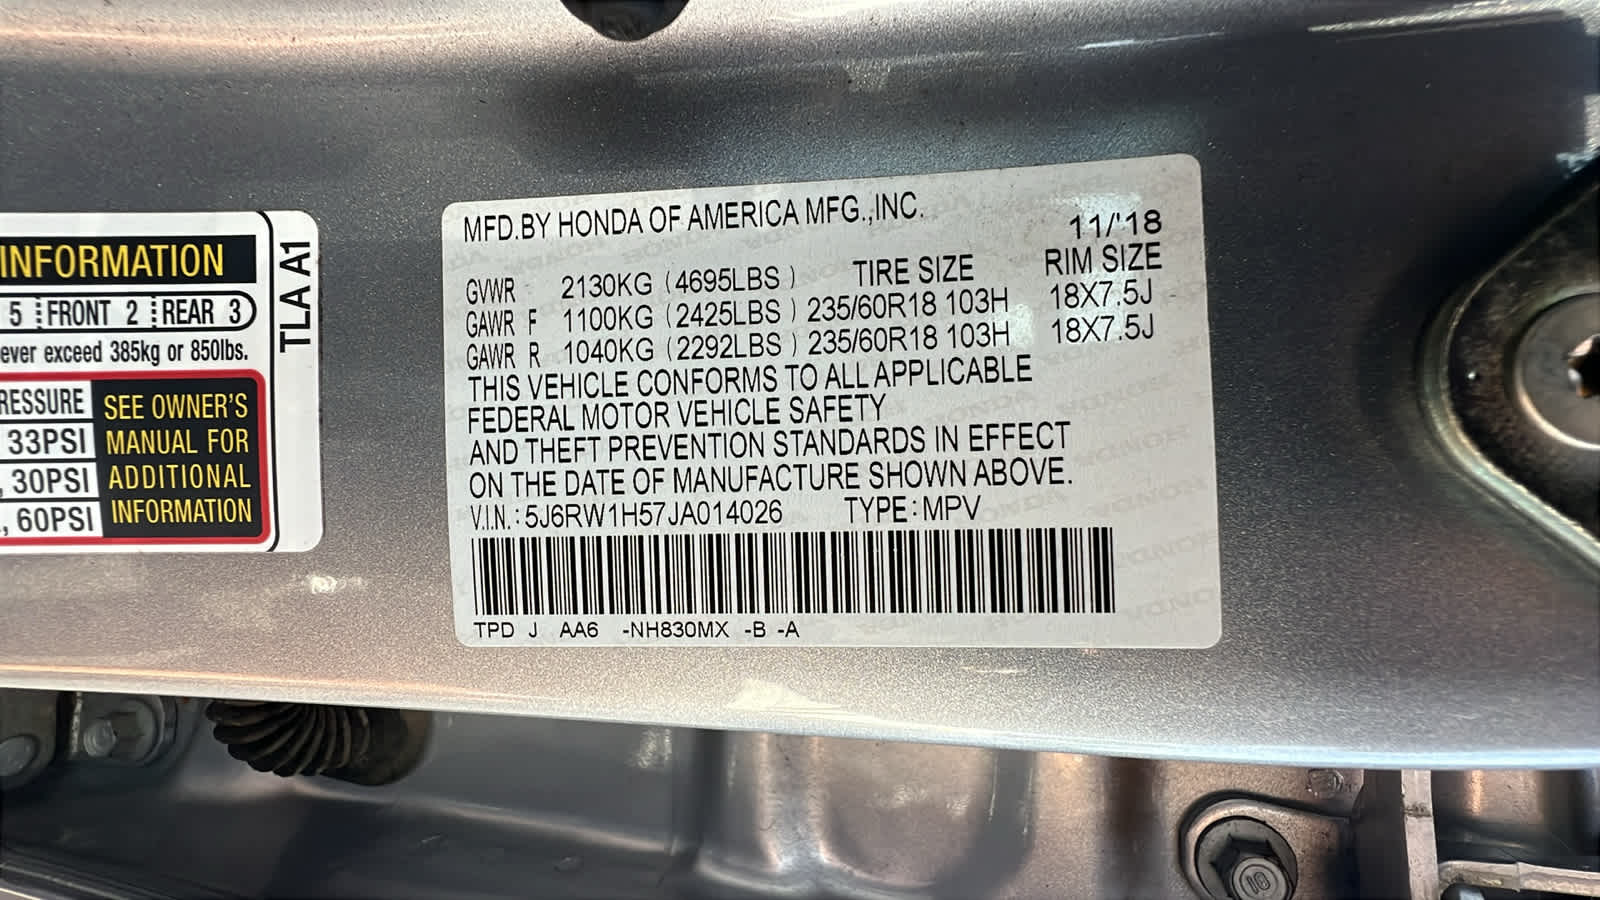 INFORMATION
5 FRONT 2 REAR 3
ever exceed 385kg or 850lbs.
RESSURE
33PSI
, 30PSI
, 60PSI
SEE OWNER'S
MANUAL FOR
ADDITIONAL
INFORMATION
TLA A1
MFD.BY HONDA OF AMERICA MFG.,INC.
11/'18
GVWR 2130KG (4695LBS ) TIRE SIZE RIM SIZE
GAWR F 1100KG (2425LBS ) 235/60R18 103H 18X7.5J
GAWR R 1040KG (2292LBS ) 235/60R18 103H 18X7.5J
THIS VEHICLE CONFORMS TO ALL APPLICABLE
FEDERAL MOTOR VEHICLE SAFETY
AND THEFT PREVENTION STANDARDS IN EFFECT
ON THE DATE OF MANUFACTURE SHOWN ABOVE.
V.I.N.: 5J6RW1H57JA014026 TYPE: MPV
TPD J AA6 -NH830MX -B -A
10